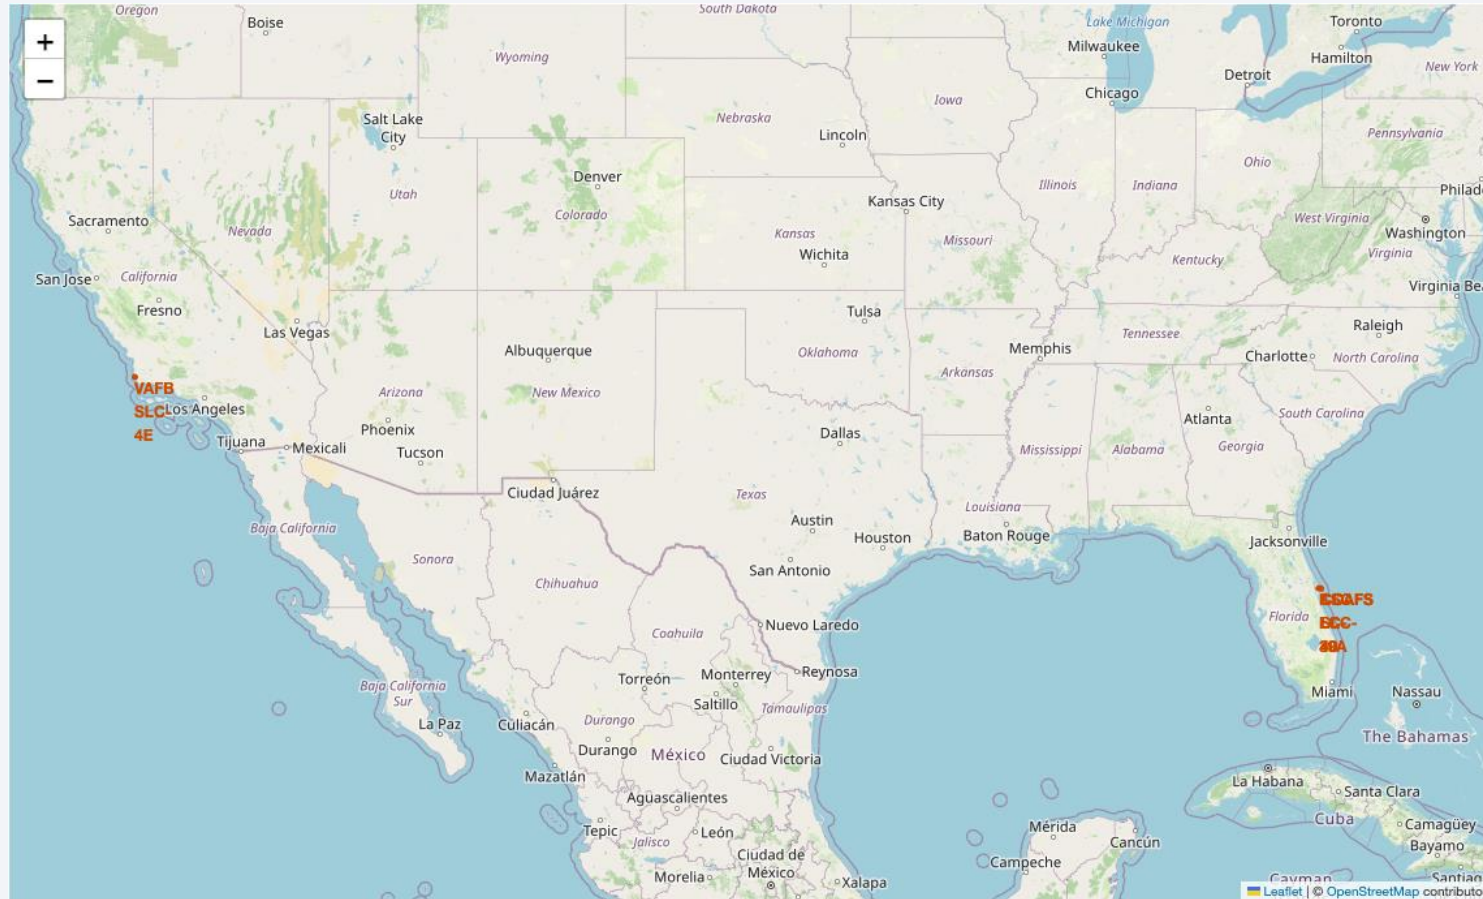 Oregon
Boise
South Dakota
Lake Michigan
Toronto
+
Milwaukee
Wyoming
Hamilton
New York
Detroit
−
Chicago
Iowa
Salt Lake
City
Nebraska
Lincoln
Pennsylvania
Ohio
Denver
Utah
Illinois
Indiana
Philad
Kansas City
Colorado
West Virginia
Sacramento
Nevada
Kansas
Missouri
Washington
Wichita
Kentucky
Virginia
San Jose
California
Virginia Be
Fresno
Las Vegas
Tulsa
Raleigh
Tennessee
Albuquerque
Oklahoma
Memphis
Charlotte
North Carolina
Arkansas
VAFB
SLC-
4E
Los Angeles
Arizona
New Mexico
South Carolina
Atlanta
Phoenix
Dallas
Tijuana
Mexicali
Tucson
Mississippi
Alabama
Georgia
Ciudad Juárez
Texas
Louisiana
Austin
Baja California
Houston
Baton Rouge
Jacksonville
Sonora
San Antonio
Chihuahua
Florida
Nuevo Laredo
Coahuila
Reynosa
Torreón
Monterrey
Baja California
Sur
Saltillo
Tamaulipas
Miami
Nassau
La Paz
Culiacán
Durango
The Bahamas
Durango
México
Ciudad Victoria
Mazatlán
La Habana
Santa Clara
Aguascalientes
Cuba
Camagüey
Tepic
León
Mérida
Jalisco
Cancún
Bayamo
Ciudad de
México
Campeche
Morelia
Xalapa
Cayman
Santiag
Leaflet | © OpenStreetMap contributo